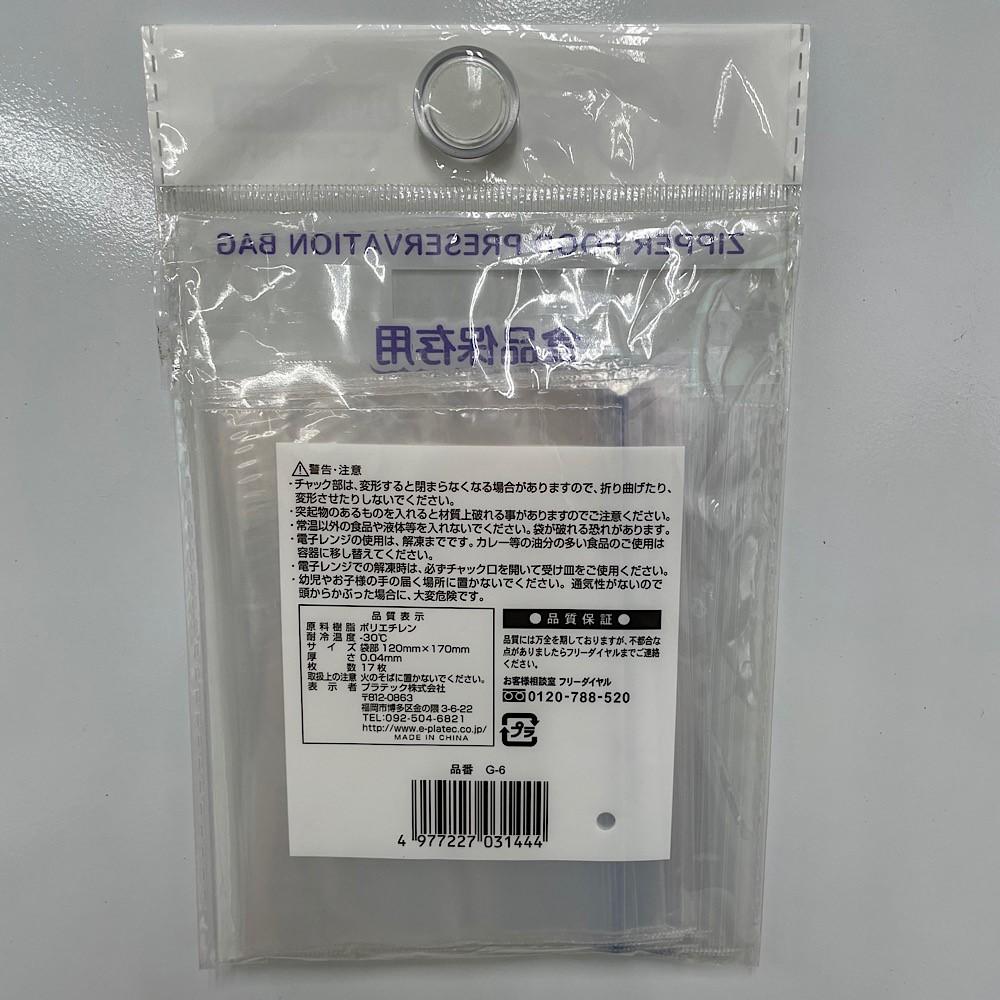 ZIPPER FOOD PRESERVATION BAG
食品保存用
⚠警告・注意
・チャック部は、変形すると閉まらなくなる場合がありますので、折り曲げたり、
変形させたりしないでください。
・突起物のあるものを入れると材質上破れる事がありますのでご注意ください。
・常温以外の食品や液体等を入れないでください。袋が破れる恐れがあります。
・電子レンジの使用は、解凍までです。カレー等の油分の多い食品のご使用は
容器に移し替えてください。
・電子レンジでの解凍時は、必ずチャック口を開いて受け皿をご使用ください。
・幼児やお子様の手の届く場所に置かないでください。通気性がないので
頭からかぶった場合に、大変危険です。
品質表示
原料樹脂 ポリエチレン
耐冷温度 -30℃
サイズ 袋部 120mm×170mm
厚さ 0.04mm
枚数 17枚
取扱上の注意 火のそばに置かないでください。
表示者 プラテック株式会社
〒812-0863
福岡市博多区金の隈 3-6-22
TEL:092-504-6821
http://www.e-platec.co.jp/
MADE IN CHINA
●品質保証●
品質には万全を期しておりますが、不都合な
点がありましたらフリーダイヤルまでご連絡
ください。
お客様相談室 フリーダイヤル
0120-788-520
プラ
品番 G-6
4 977227 031444